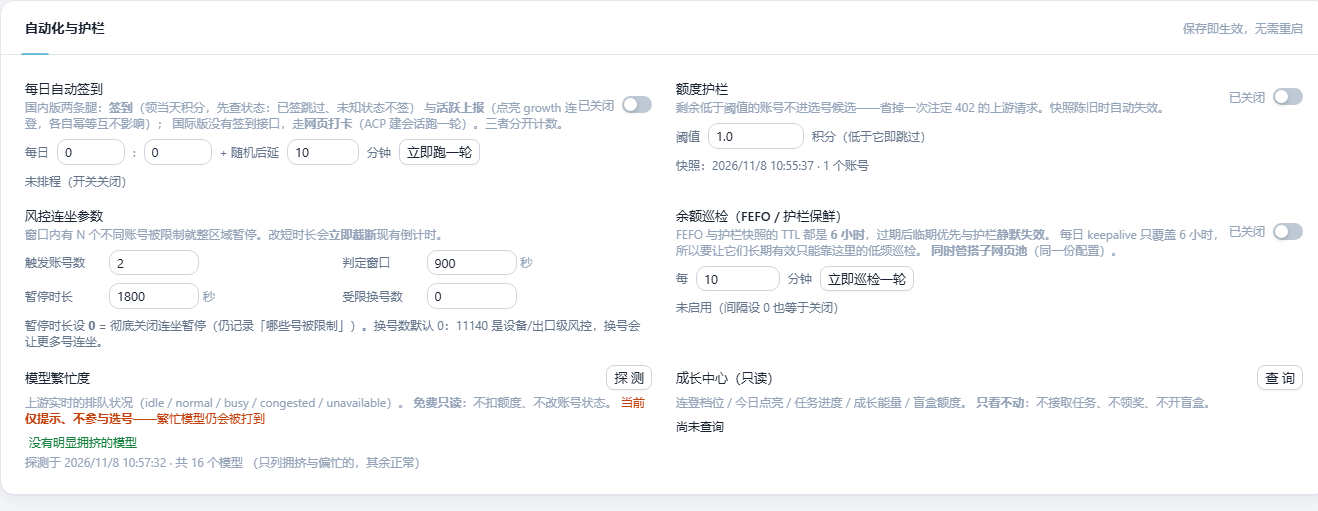 自动化与护栏
保存即生效，无需重启
每日自动签到
国内版两条腿：签到（领当天积分，先查状态：已签跳过、未知状态不签） 与活跃上报（点亮 growth 连
登，各自幂等互不影响）； 国际版没有签到接口，走网页打卡（ACP 建会话跑一轮）。三者分开计数。
已关闭
每日 0 : 0 + 随机后延 10 分钟 立即跑一轮
未排程（开关关闭）
额度护栏
剩余低于阈值的账号不进选号候选——省掉一次注定 402 的上游请求。快照陈旧时自动失效。
已关闭
阈值 1.0 积分（低于它即跳过）
快照：2026/11/8 10:55:37 · 1 个账号
风控连坐参数
窗口内有 N 个不同账号被限制就整区域暂停。改短时长会立即截断现有倒计时。
触发账号数 2 判定窗口 900 秒
暂停时长 1800 秒 受限换号数 0
暂停时长设 0 = 彻底关闭连坐暂停（仍记录「哪些号被限制」）。换号数默认 0：11140 是设备/出口级风控，换号会
让更多号连坐。
余额巡检（FEFO / 护栏保鲜）
FEFO 与护栏快照的 TTL 都是 6 小时，过期后临期优先与护栏静默失效。 每日 keepalive 只覆盖 6 小时，
所以要让它们长期有效只能靠这里的低频巡检。 同时管搭子网页池（同一份配置）。
已关闭
每 10 分钟 立即巡检一轮
未启用（间隔设 0 也等于关闭）
模型繁忙度
探 测
上游实时的排队状况（idle / normal / busy / congested / unavailable）。 免费只读：不扣额度、不改账号状态。 当前
仅提示、不参与选号——繁忙模型仍会被打到
没有明显拥挤的模型
探测于 2026/11/8 10:57:32 · 共 16 个模型 （只列拥挤与偏忙的，其余正常）
成长中心（只读）
查 询
连登档位 / 今日点亮 / 任务进度 / 成长能量 / 盲盒额度。 只看不动：不接取任务、不领奖、不开盲盒。
尚未查询